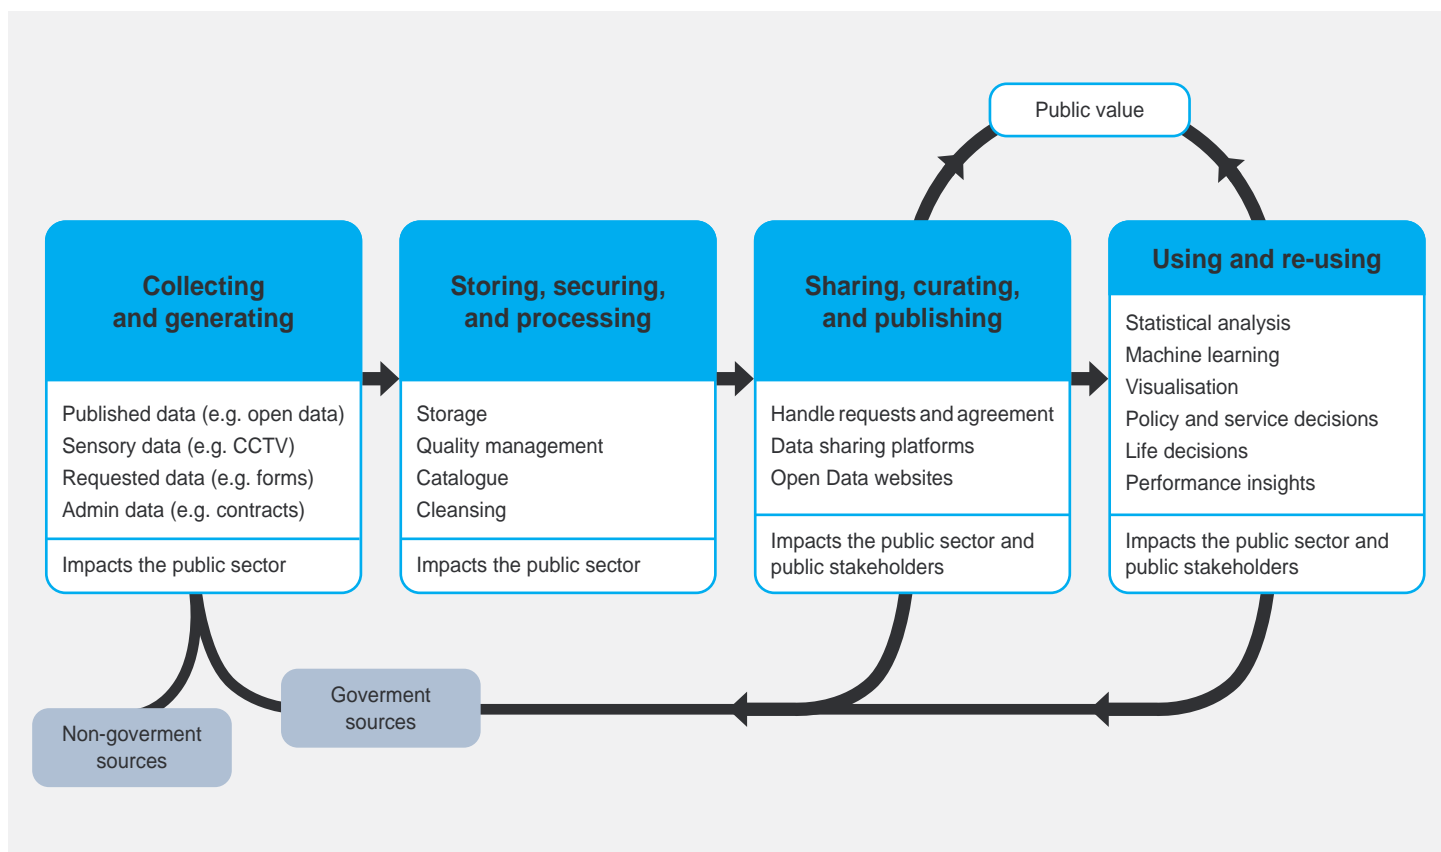 Public value
Collecting
and generating
Published data (e.g. open data)
Sensory data (e.g. CCTV)
Requested data (e.g. forms)
Admin data (e.g. contracts)
Impacts the public sector
Storing, securing,
and processing
Storage
Quality management
Catalogue
Cleansing
Impacts the public sector
Sharing, curating,
and publishing
Handle requests and agreement
Data sharing platforms
Open Data websites
Impacts the public sector and
public stakeholders
Using and re-using
Statistical analysis
Machine learning
Visualisation
Policy and service decisions
Life decisions
Performance insights
Impacts the public sector and
public stakeholders
Goverment
sources
Non-goverment
sources